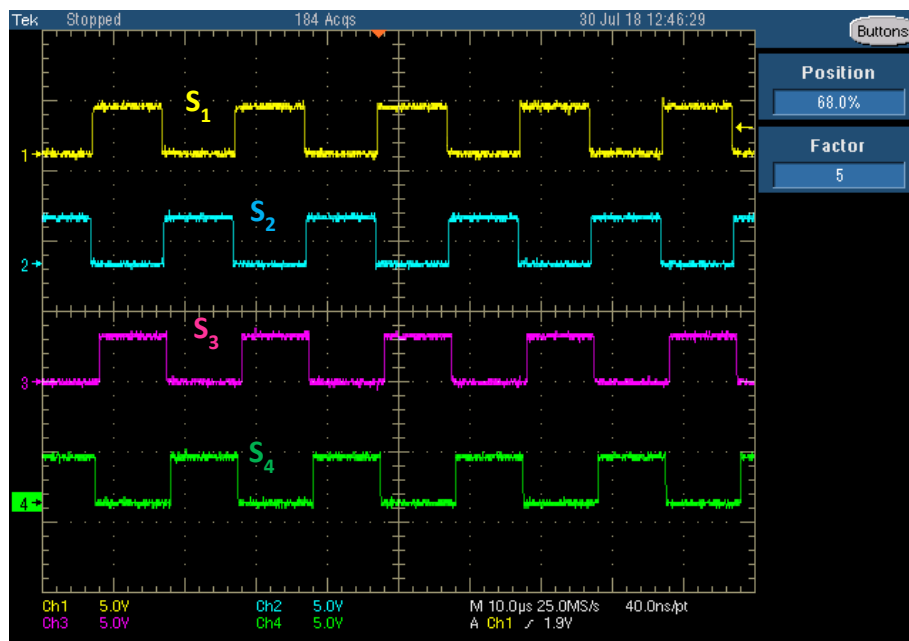 Tek Stopped 184 Acqs 30 Jul 18 12:46:29
Buttons
Position
68.0%
Factor
5
S1
1
S2
2
S3
3
S4
4
Ch1 5.0V Ch2 5.0V M 10.0µs 25.0MS/s 40.0ns/pt
Ch3 5.0V Ch4 5.0V A Ch1 ⁄ 1.9V